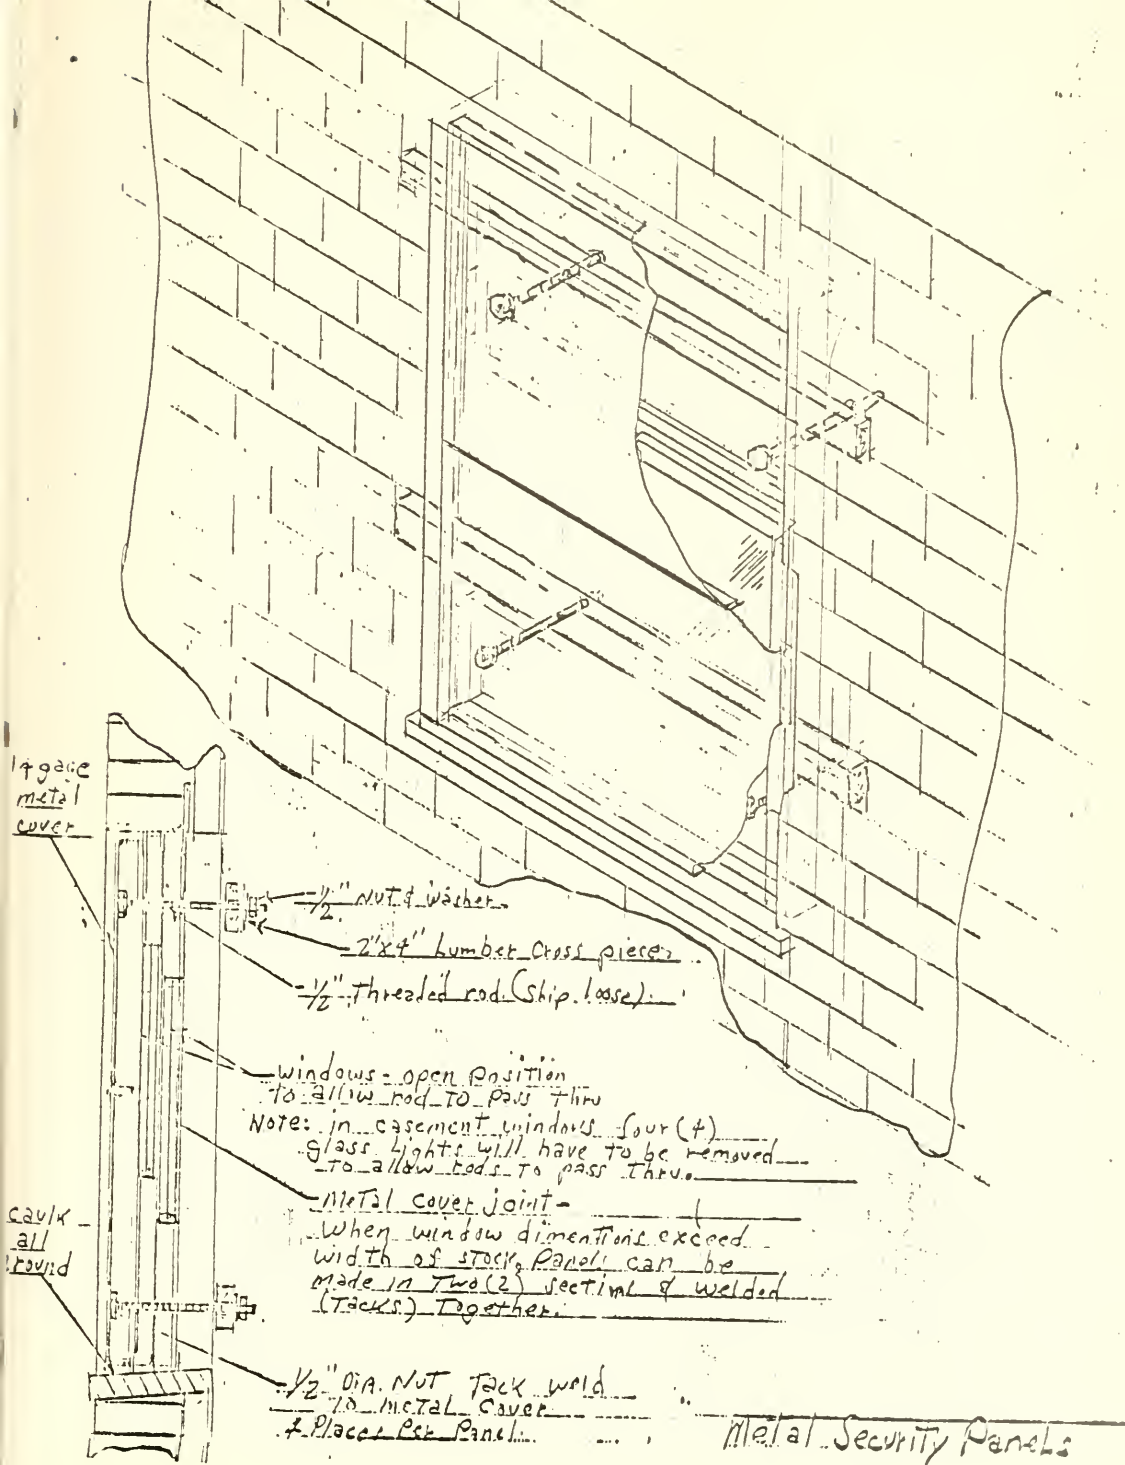 14 gage
metal
cover
1/2" Nut & Washer
2"x4" Lumber Cross pieces
1/2" Threaded rod (Ship loose)
windows - open position
to allow rod to pass thru
Note: in casement windows four (4)
glass lights will have to be removed
to allow rods to pass thru.
Metal cover joint -
When window dimentions exceed
width of stock, Panels can be
made in Two (2) sections & welded
(Tacks) Together.
caulk
all
round
1/2" DIA. NUT Tack weld
to metal cover
4 Places Per Panel.
Metal Security Panels